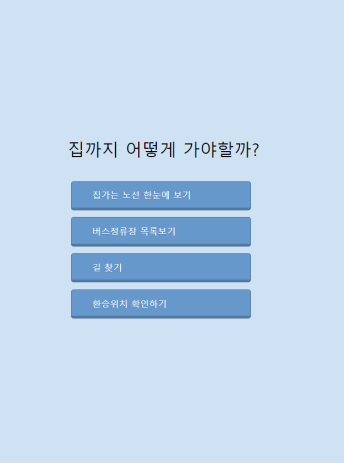 집까지 어떻게 가야할까?
집가는 노선 한눈에 보기
버스정류장 목록보기
길 찾기
환승위치 확인하기